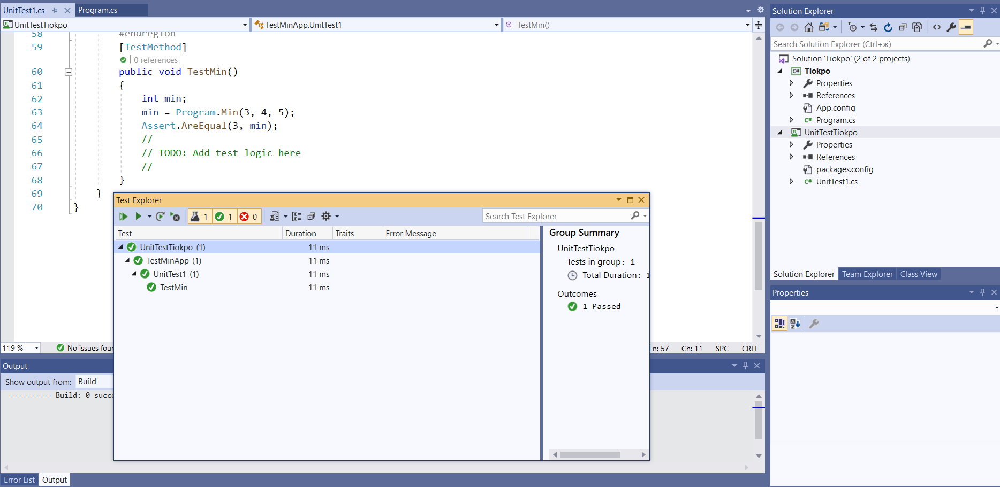 UnitTest1.cs
Program.cs
UnitTestTiokpo
TestMinApp.UnitTest1
TestMin()
58 #endregion
59 [TestMethod]
0 references
60 public void TestMin()
61 {
62 int min;
63 min = Program.Min(3, 4, 5);
64 Assert.AreEqual(3, min);
65 //
66 // TODO: Add test logic here
67 //
68 }
69 }
70 }
119 %
No issues four
Ln: 57 Ch: 11 SPC CRLF
Test Explorer
1 1 0
Search Test Explorer
Test Duration Traits Error Message
UnitTestTiokpo (1) 11 ms
TestMinApp (1) 11 ms
UnitTest1 (1) 11 ms
TestMin 11 ms
Group Summary
UnitTestTiokpo
Tests in group: 1
Total Duration: 1
Outcomes
1 Passed
Output
Show output from: Build
========== Build: 0 succe
Error List Output
Solution Explorer
Search Solution Explorer (Ctrl+ж)
Solution 'Tiokpo' (2 of 2 projects)
C# Tiokpo
Properties
References
App.config
C# Program.cs
UnitTestTiokpo
Properties
References
packages.config
C# UnitTest1.cs
Solution Explorer Team Explorer Class View
Properties